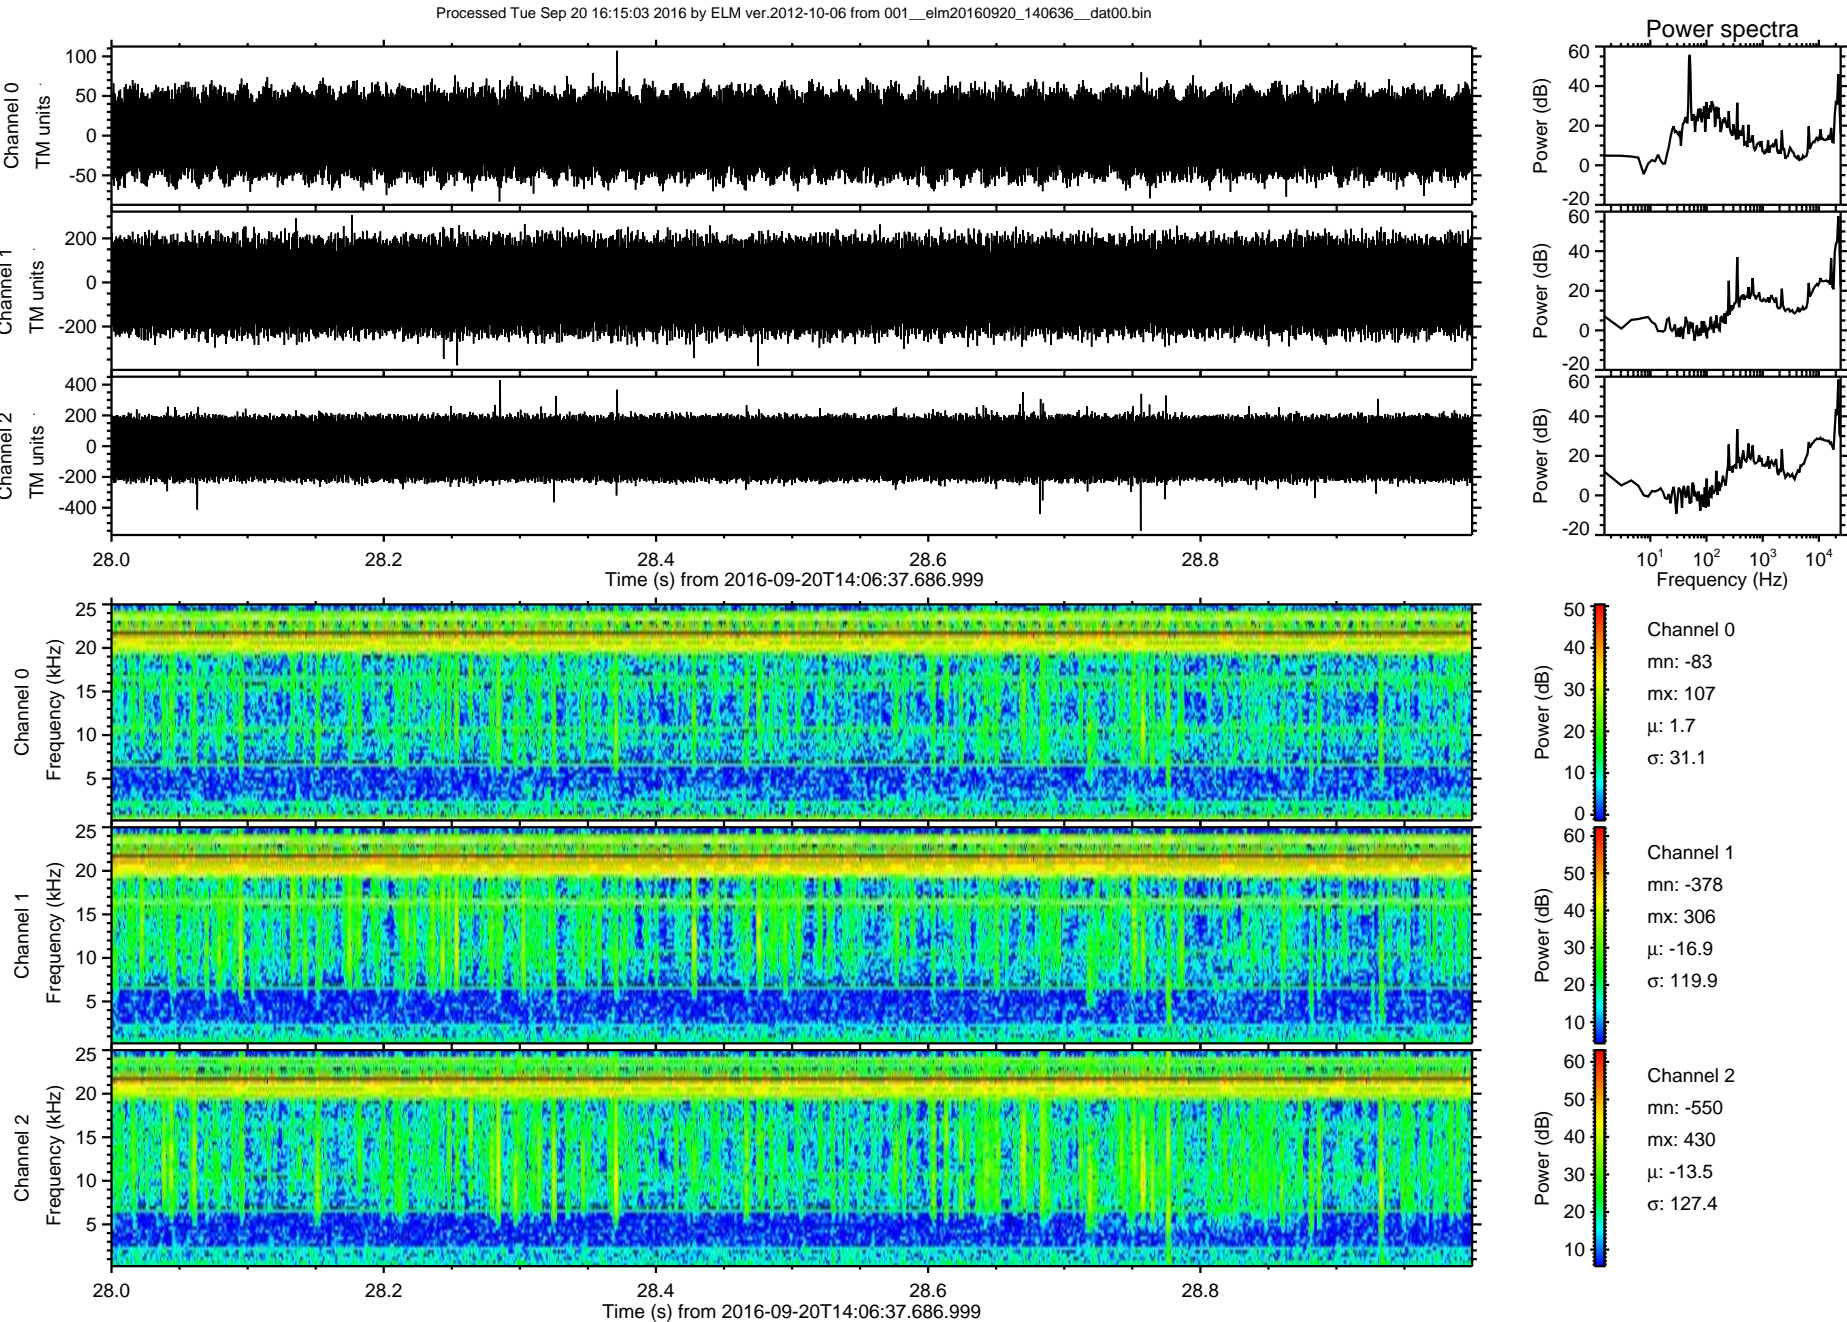 Processed Tue Sep 20 16:15:03 2016 by ELM ver.2012-10-06 from 001__elm20160920_140636__dat00.bin
Power spectra
Channel 0
TM units
100
50
0
-50
Power (dB)
60
40
20
0
-20
Channel 1
TM units
200
0
-200
Power (dB)
60
40
20
0
-20
Channel 2
TM units
400
200
0
-200
-400
Power (dB)
60
40
20
0
-20
28.0 28.2 28.4 28.6 28.8
Time (s) from 2016-09-20T14:06:37.686.999
10¹ 10² 10³ 10⁴
Frequency (Hz)
Channel 0
Frequency (kHz)
25
20
15
10
5
Power (dB)
50
40
30
20
10
0
Channel 0
mn: -83
mx: 107
μ: 1.7
σ: 31.1
Channel 1
Frequency (kHz)
25
20
15
10
5
Power (dB)
60
50
40
30
20
10
Channel 1
mn: -378
mx: 306
μ: -16.9
σ: 119.9
Channel 2
Frequency (kHz)
25
20
15
10
5
Power (dB)
60
50
40
30
20
10
Channel 2
mn: -550
mx: 430
μ: -13.5
σ: 127.4
28.0 28.2 28.4 28.6 28.8
Time (s) from 2016-09-20T14:06:37.686.999